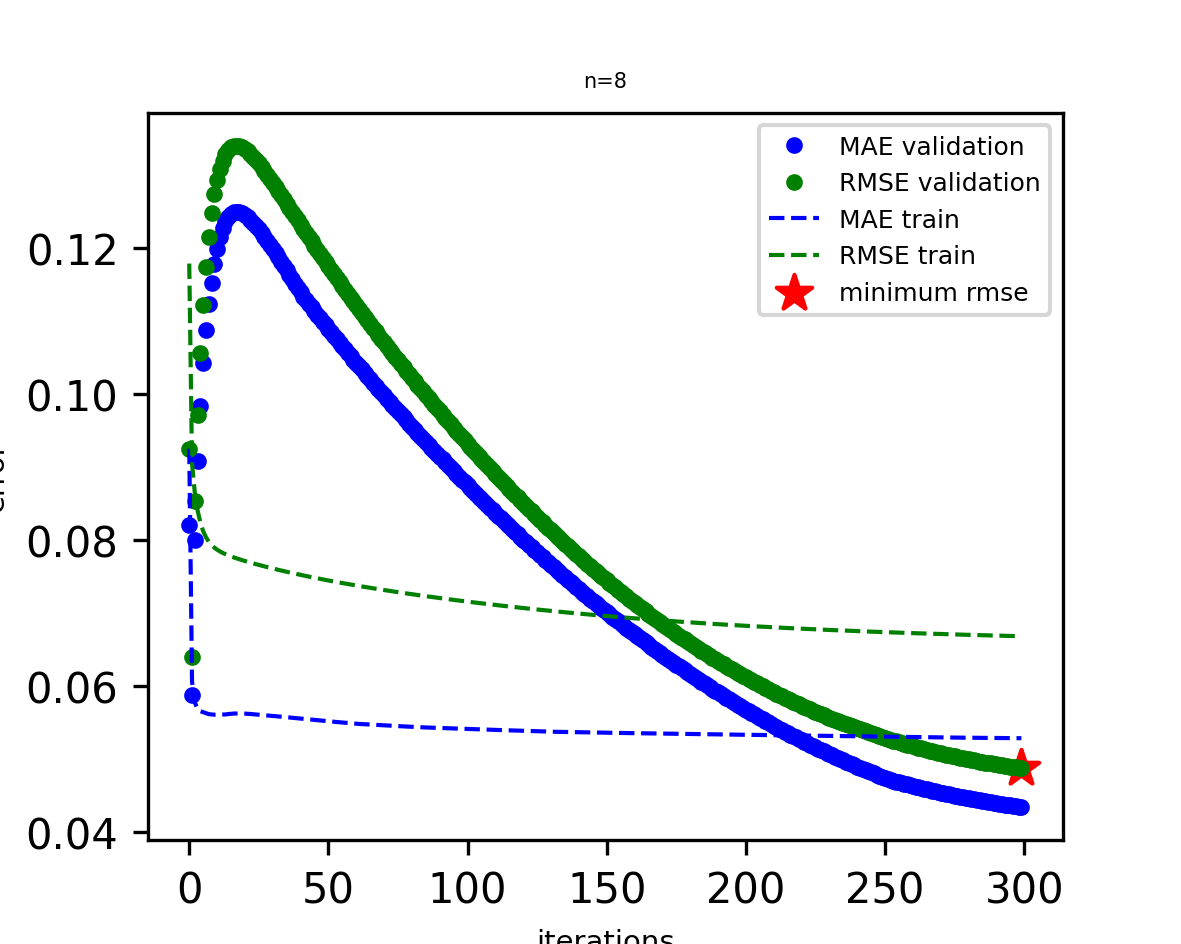 n=8
MAE validation
RMSE validation
MAE train
RMSE train
minimum rmse
0.12
0.10
0.08
0.06
0.04
0 50 100 150 200 250 300
iterations